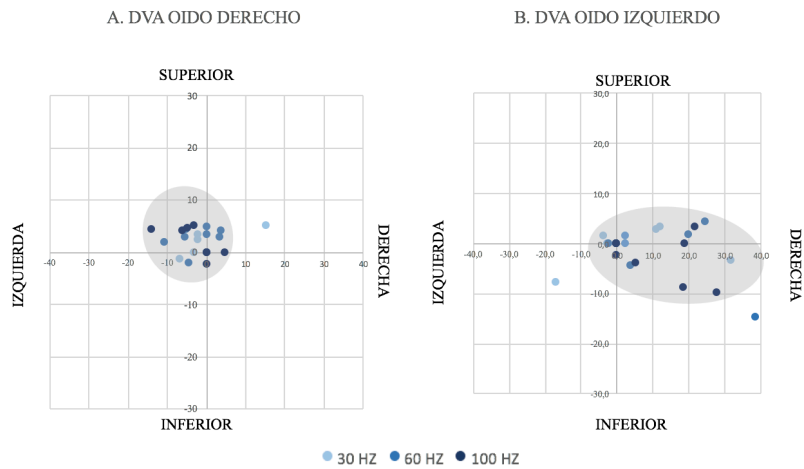 A. DVA OIDO DERECHO
B. DVA OIDO IZQUIERDO
SUPERIOR
30
20
10
0
-40 -30 -20 -10 0 10 20 30 40
-10
-20
-30
INFERIOR
IZQUIERDA
DERECHA
SUPERIOR
30,0
20,0
10,0
0,0
-40,0 -30,0 -20,0 -10,0 0,0 10,0 20,0 30,0 40,0
-10,0
-20,0
-30,0
INFERIOR
IZQUIERDA
DERECHA
30 HZ 60 HZ 100 HZ